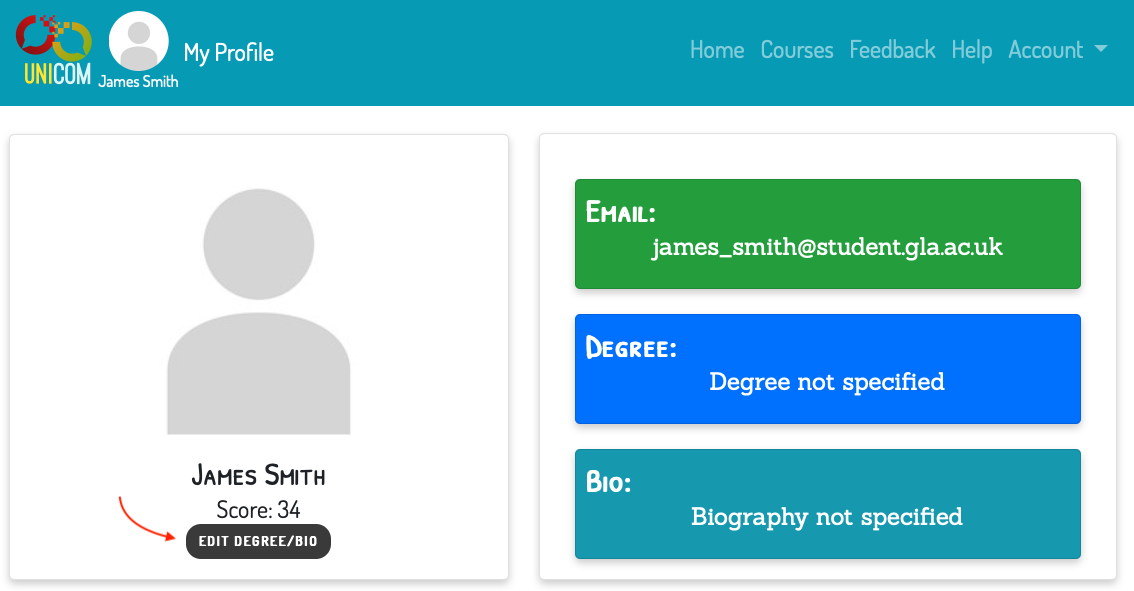 UNICOM
James Smith
My Profile
Home Courses Feedback Help Account
James Smith
Score: 34
EDIT DEGREE/BIO
Email:
james_smith@student.gla.ac.uk
Degree:
Degree not specified
Bio:
Biography not specified